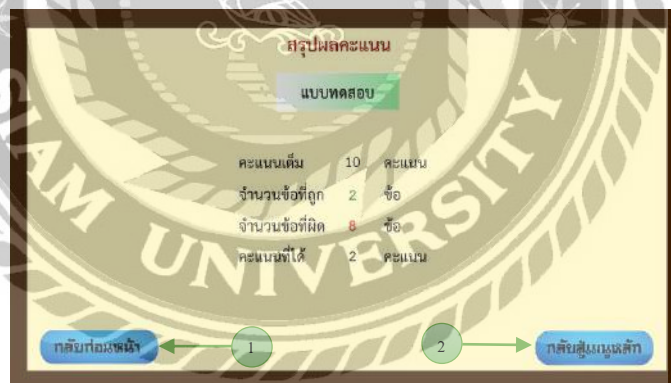 สรุปผลคะแนน
แบบทดสอบ
คะแนนเต็ม 10 คะแนน
จำนวนข้อที่ถูก 2 ข้อ
จำนวนข้อที่ผิด 8 ข้อ
คะแนนที่ได้ 2 คะแนน
SIAM UNIVERSITY
กลับก่อนหน้า 1 2 กลับสู่เมนูหลัก